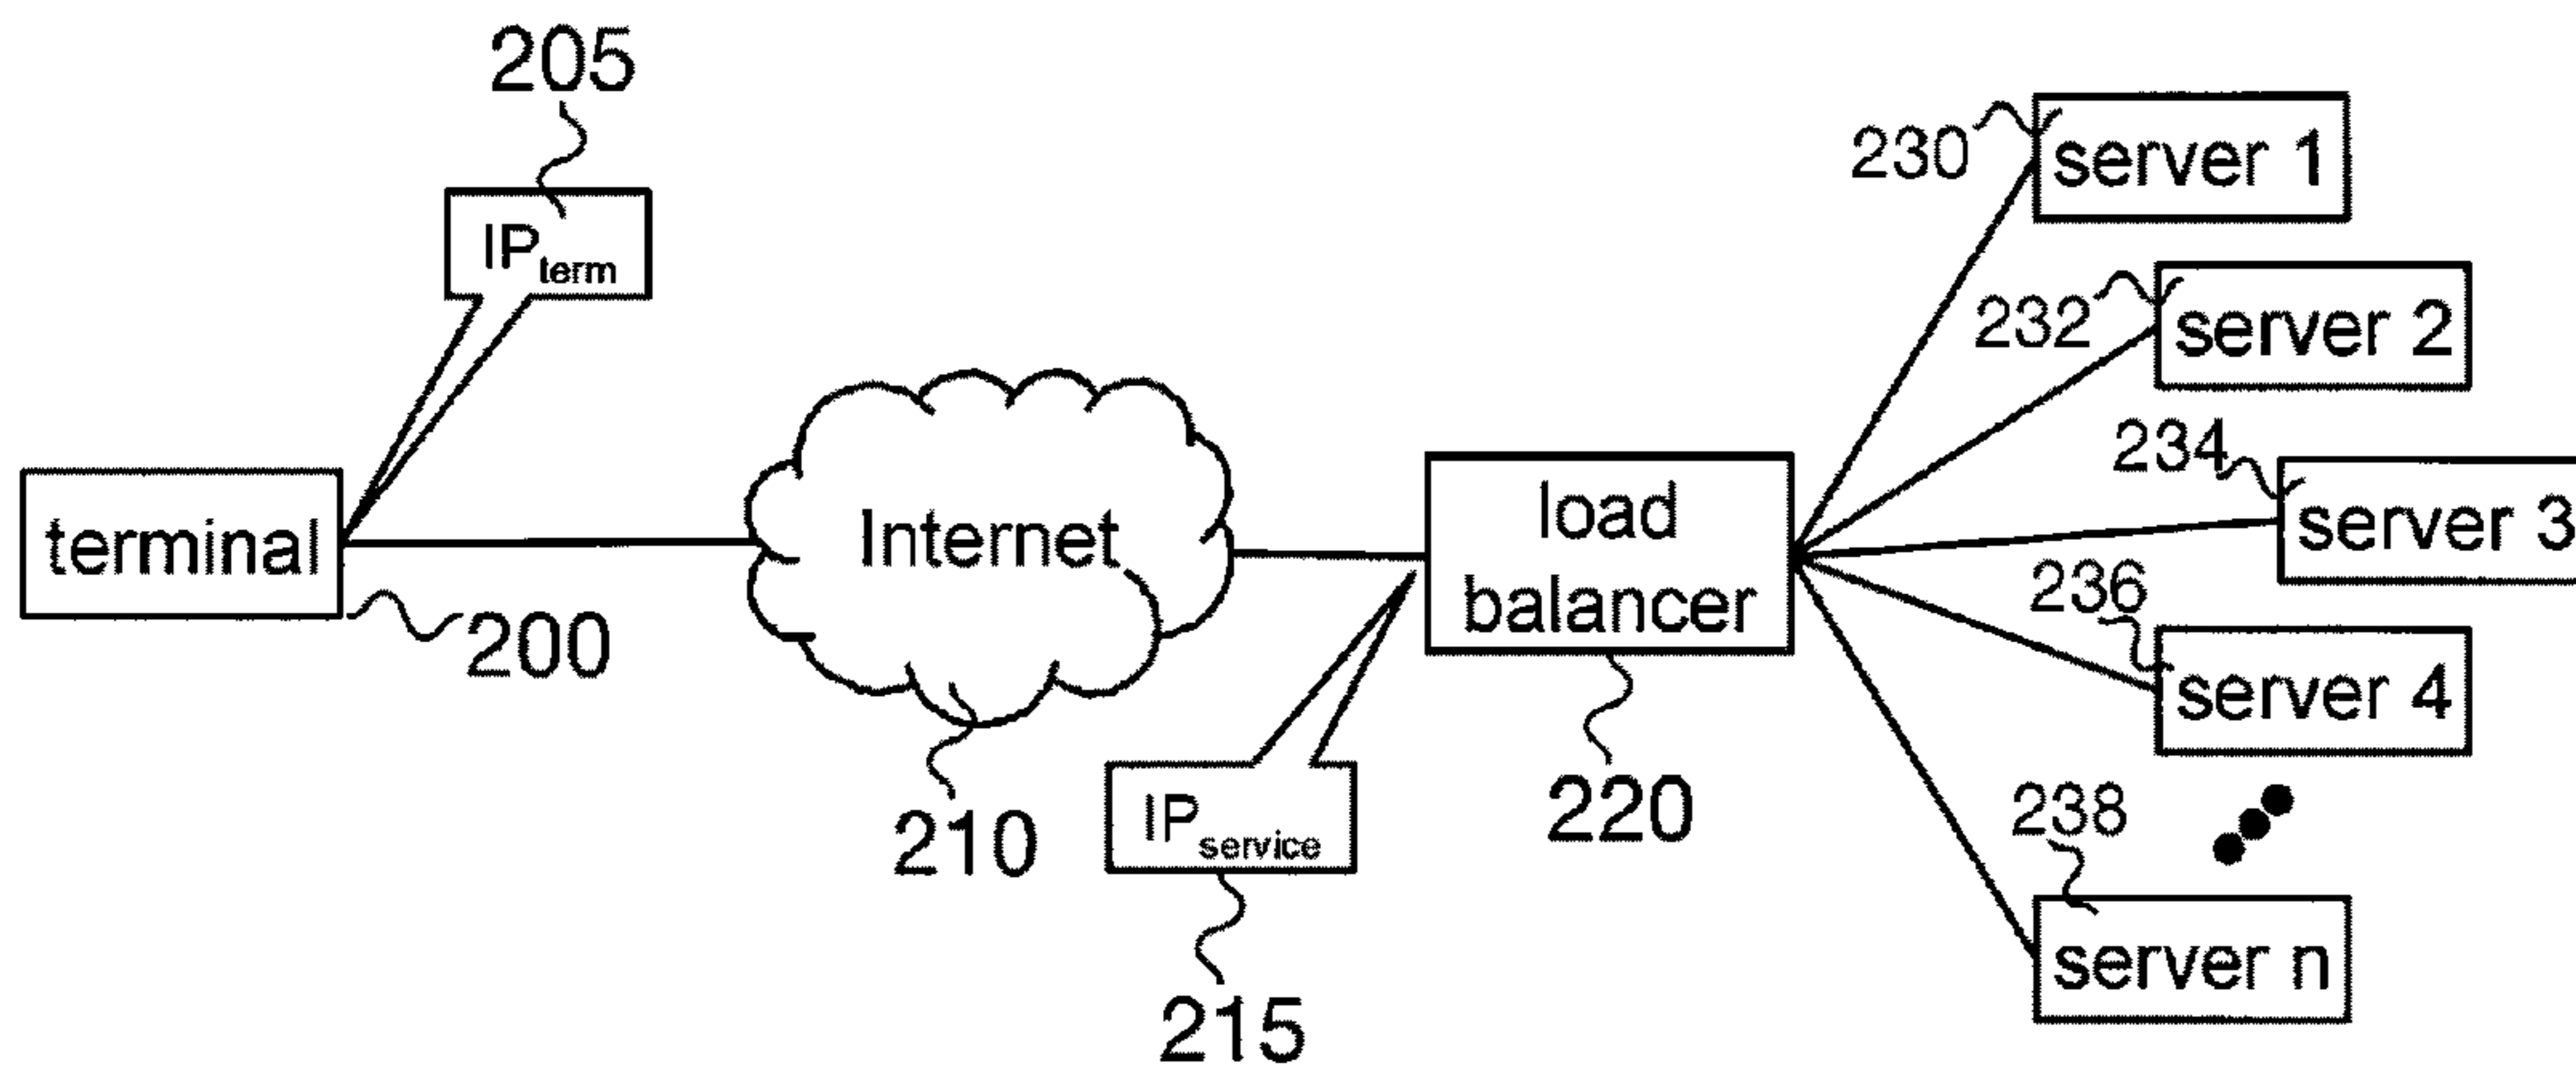 205
IPterm
terminal
200
Internet
210
IPservice
215
load
balancer
220
230
server 1
232
server 2
234
server 3
236
server 4
238
server n